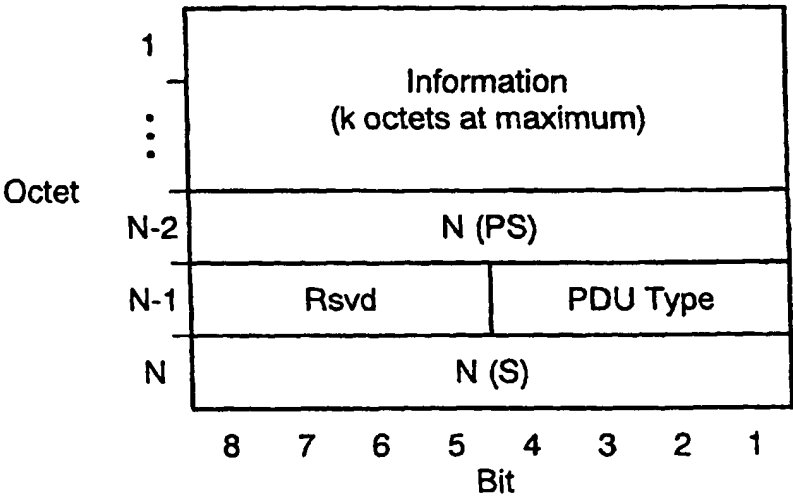 1
Information
(k octets at maximum)
Octet
N-2 N (PS)
N-1 Rsvd PDU Type
N N (S)
8 7 6 5 4 3 2 1
Bit